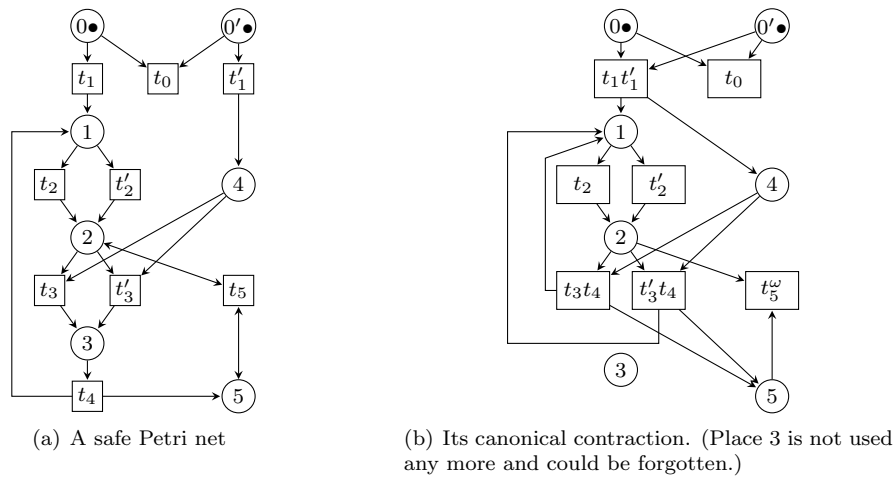 0● 0′● 0● 0′●
t₁ t₀ t′₁ t₁t′₁ t₀
1 1
t₂ t′₂ 4 t₂ t′₂ 4
2 2
t₃ t′₃ t₅ t₃t₄ t′₃t₄ t₅^ω
3 3
t₄ 5 5
(a) A safe Petri net
(b) Its canonical contraction. (Place 3 is not used
any more and could be forgotten.)